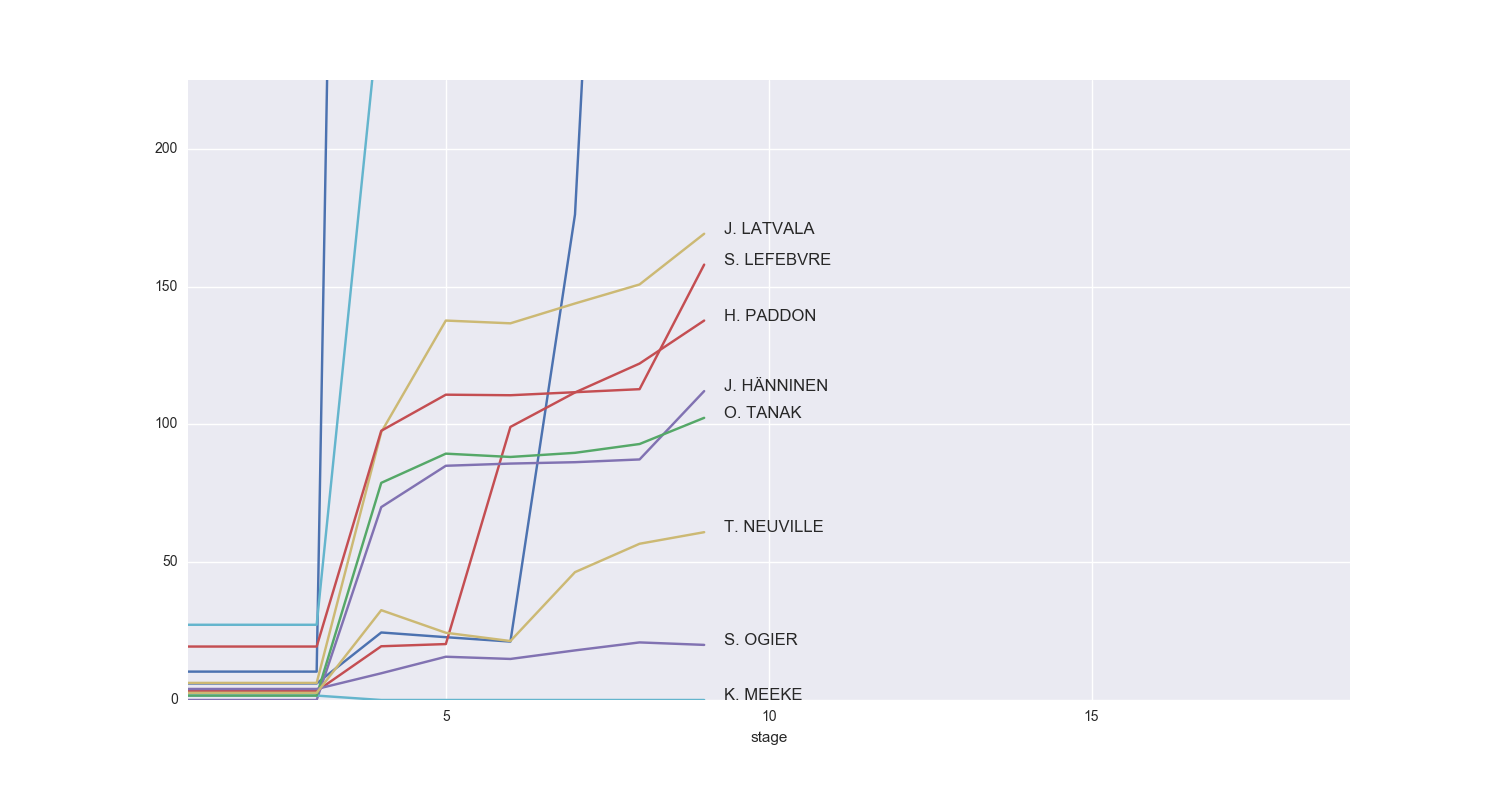 200
J. LATVALA
S. LEFEBVRE
150
H. PADDON
J. HÄNNINEN
O. TANAK
100
50
T. NEUVILLE
S. OGIER
K. MEEKE
0
5
10
15
stage